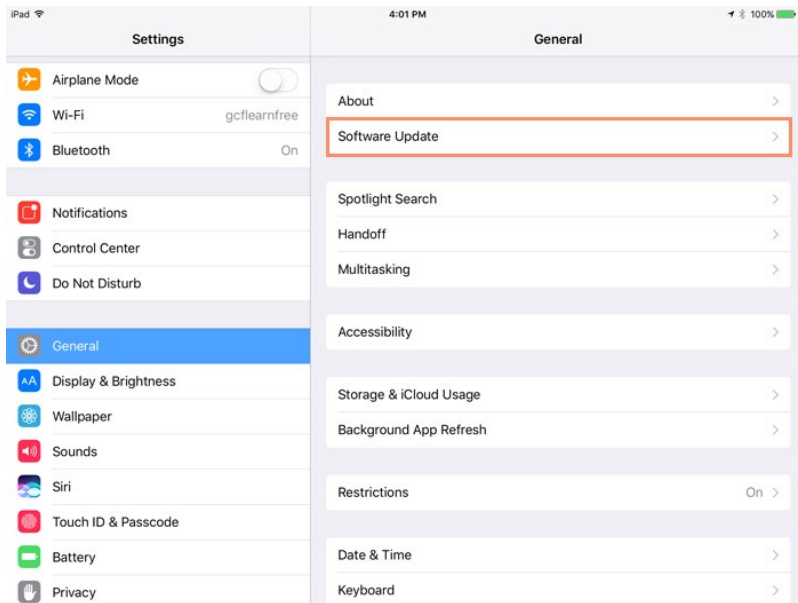 iPad
4:01 PM
100%
Settings
General
Airplane Mode
Wi-Fi gcflearnfree
Bluetooth On
Notifications
Control Center
Do Not Disturb
General
AA Display & Brightness
Wallpaper
Sounds
Siri
Touch ID & Passcode
Battery
Privacy
About
Software Update
Spotlight Search
Handoff
Multitasking
Accessibility
Storage & iCloud Usage
Background App Refresh
Restrictions On
Date & Time
Keyboard